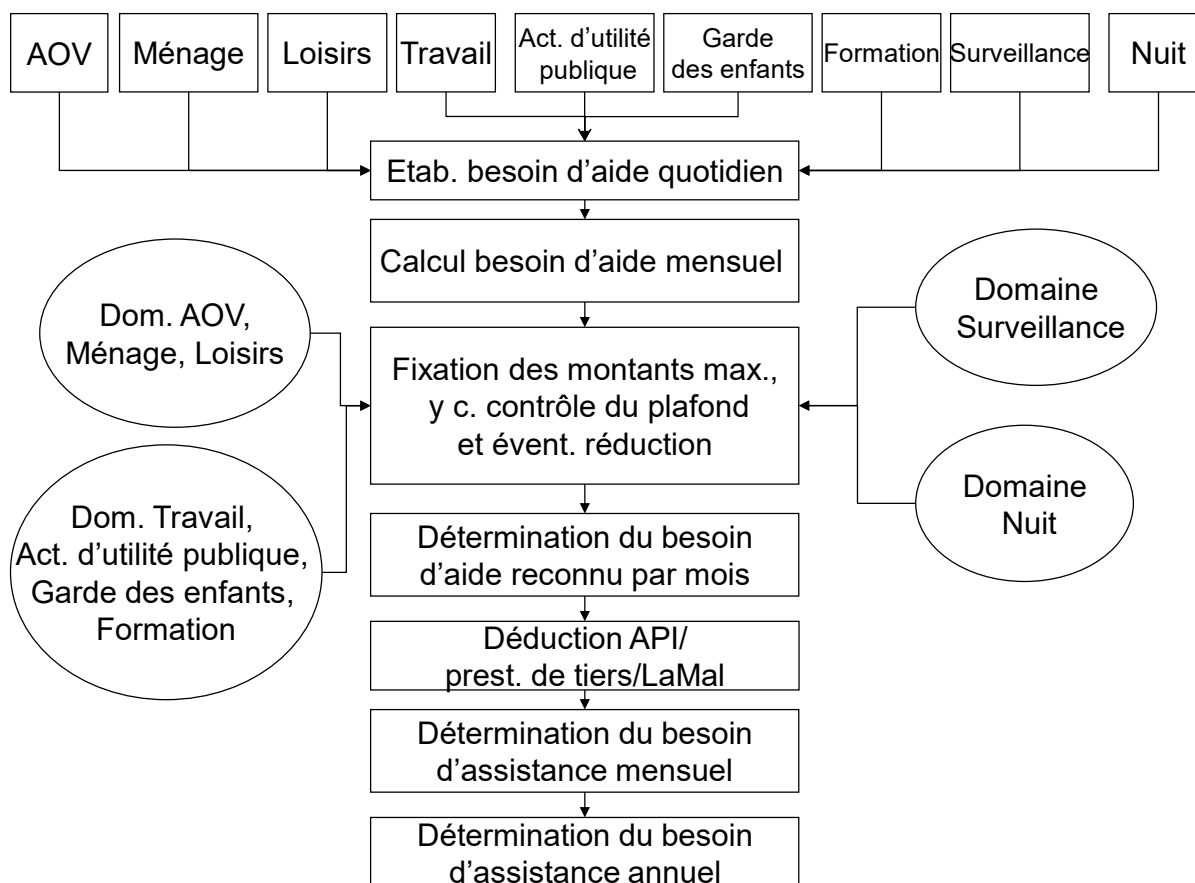 AOV
Ménage
Loisirs
Travail
Act. d'utilité
publique
Garde
des enfants
Formation
Surveillance
Nuit
Etab. besoin d'aide quotidien
Calcul besoin d'aide mensuel
Dom. AOV,
Ménage, Loisirs
Domaine
Surveillance
Fixation des montants max.,
y c. contrôle du plafond
et évent. réduction
Dom. Travail,
Act. d'utilité publique,
Garde des enfants,
Formation
Domaine
Nuit
Détermination du besoin
d'aide reconnu par mois
Déduction API/
prest. de tiers/LaMal
Détermination du besoin
d'assistance mensuel
Détermination du besoin
d'assistance annuel